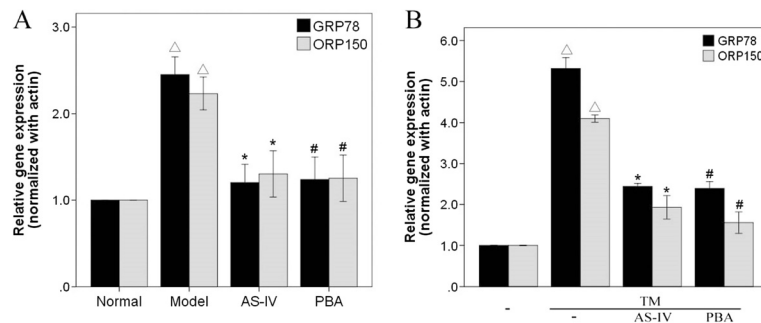 A
Relative gene expression
(normalized with actin)
3.0
2.0
1.0
.0
GRP78
ORP150
△
△
*
*
#
#
Normal
Model
AS-IV
PBA
B
Relative gene expression
(normalized with actin)
6.0
5.0
4.0
3.0
2.0
1.0
.0
GRP78
ORP150
△
△
*
*
#
#
-
TM
-
AS-IV
PBA